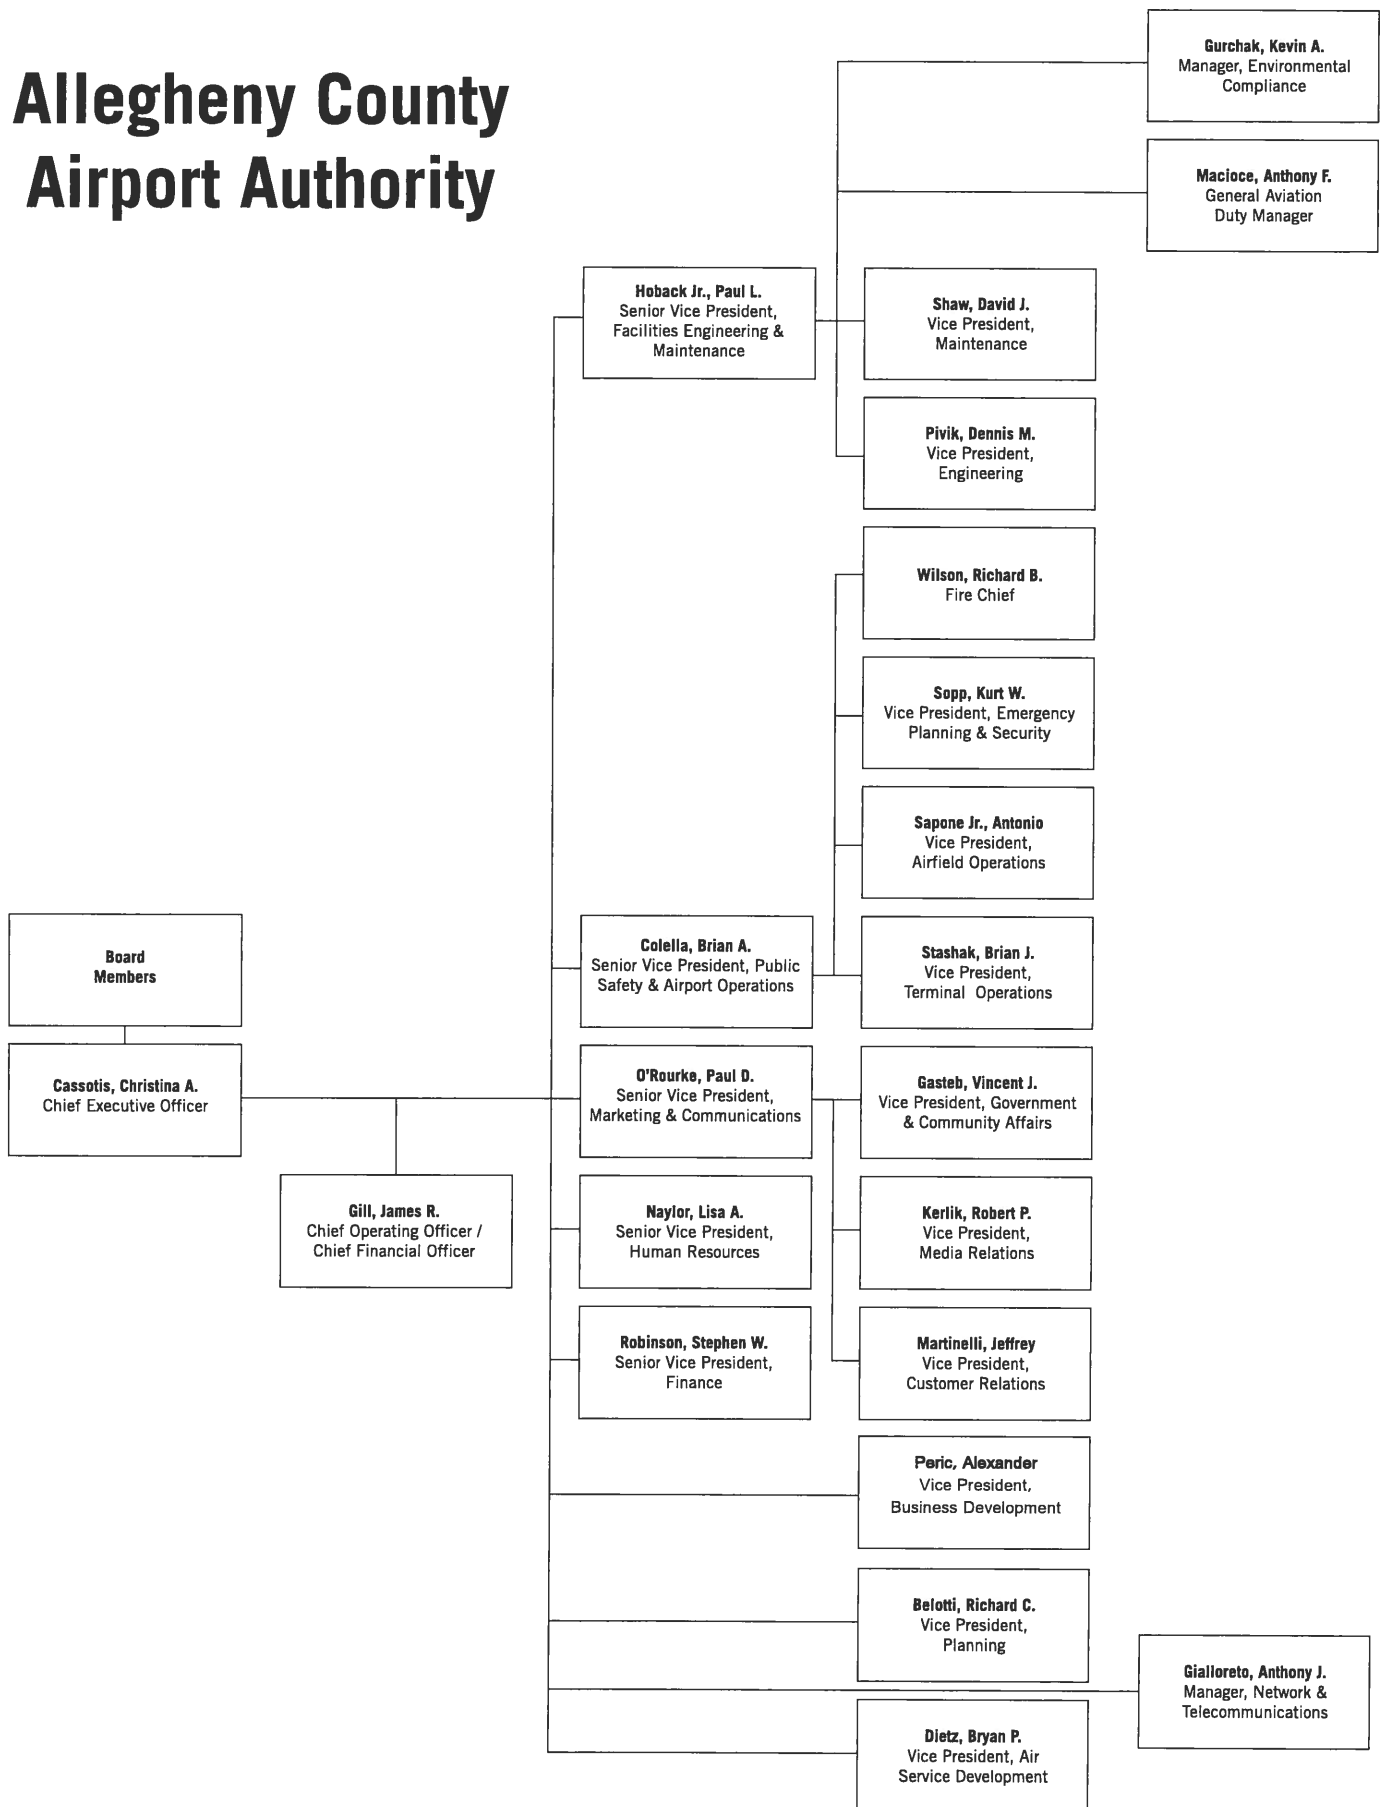 Allegheny County
Airport Authority
Gurchak, Kevin A.
Manager, Environmental
Compliance
Macioce, Anthony F.
General Aviation
Duty Manager
Hoback Jr., Paul L.
Senior Vice President,
Facilities Engineering &
Maintenance
Shaw, David J.
Vice President,
Maintenance
Pivik, Dennis M.
Vice President,
Engineering
Wilson, Richard B.
Fire Chief
Sopp, Kurt W.
Vice President, Emergency
Planning & Security
Sapone Jr., Antonio
Vice President,
Airfield Operations
Board
Members
Colella, Brian A.
Senior Vice President, Public
Safety & Airport Operations
Stashak, Brian J.
Vice President,
Terminal Operations
Cassotis, Christina A.
Chief Executive Officer
O'Rourke, Paul D.
Senior Vice President,
Marketing & Communications
Gasteb, Vincent J.
Vice President, Government
& Community Affairs
Gill, James R.
Chief Operating Officer /
Chief Financial Officer
Naylor, Lisa A.
Senior Vice President,
Human Resources
Kerlik, Robert P.
Vice President,
Media Relations
Robinson, Stephen W.
Senior Vice President,
Finance
Martinelli, Jeffrey
Vice President,
Customer Relations
Peric, Alexander
Vice President,
Business Development
Belotti, Richard C.
Vice President,
Planning
Gialloreto, Anthony J.
Manager, Network &
Telecommunications
Dietz, Bryan P.
Vice President, Air
Service Development